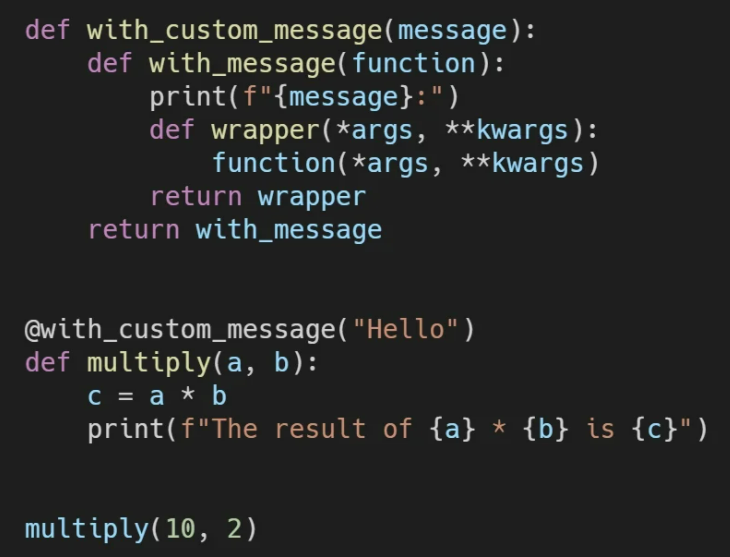 def with_custom_message(message):
    def with_message(function):
        print(f"{message}:")
        def wrapper(*args, **kwargs):
            function(*args, **kwargs)
        return wrapper
    return with_message


@with_custom_message("Hello")
def multiply(a, b):
    c = a * b
    print(f"The result of {a} * {b} is {c}")


multiply(10, 2)